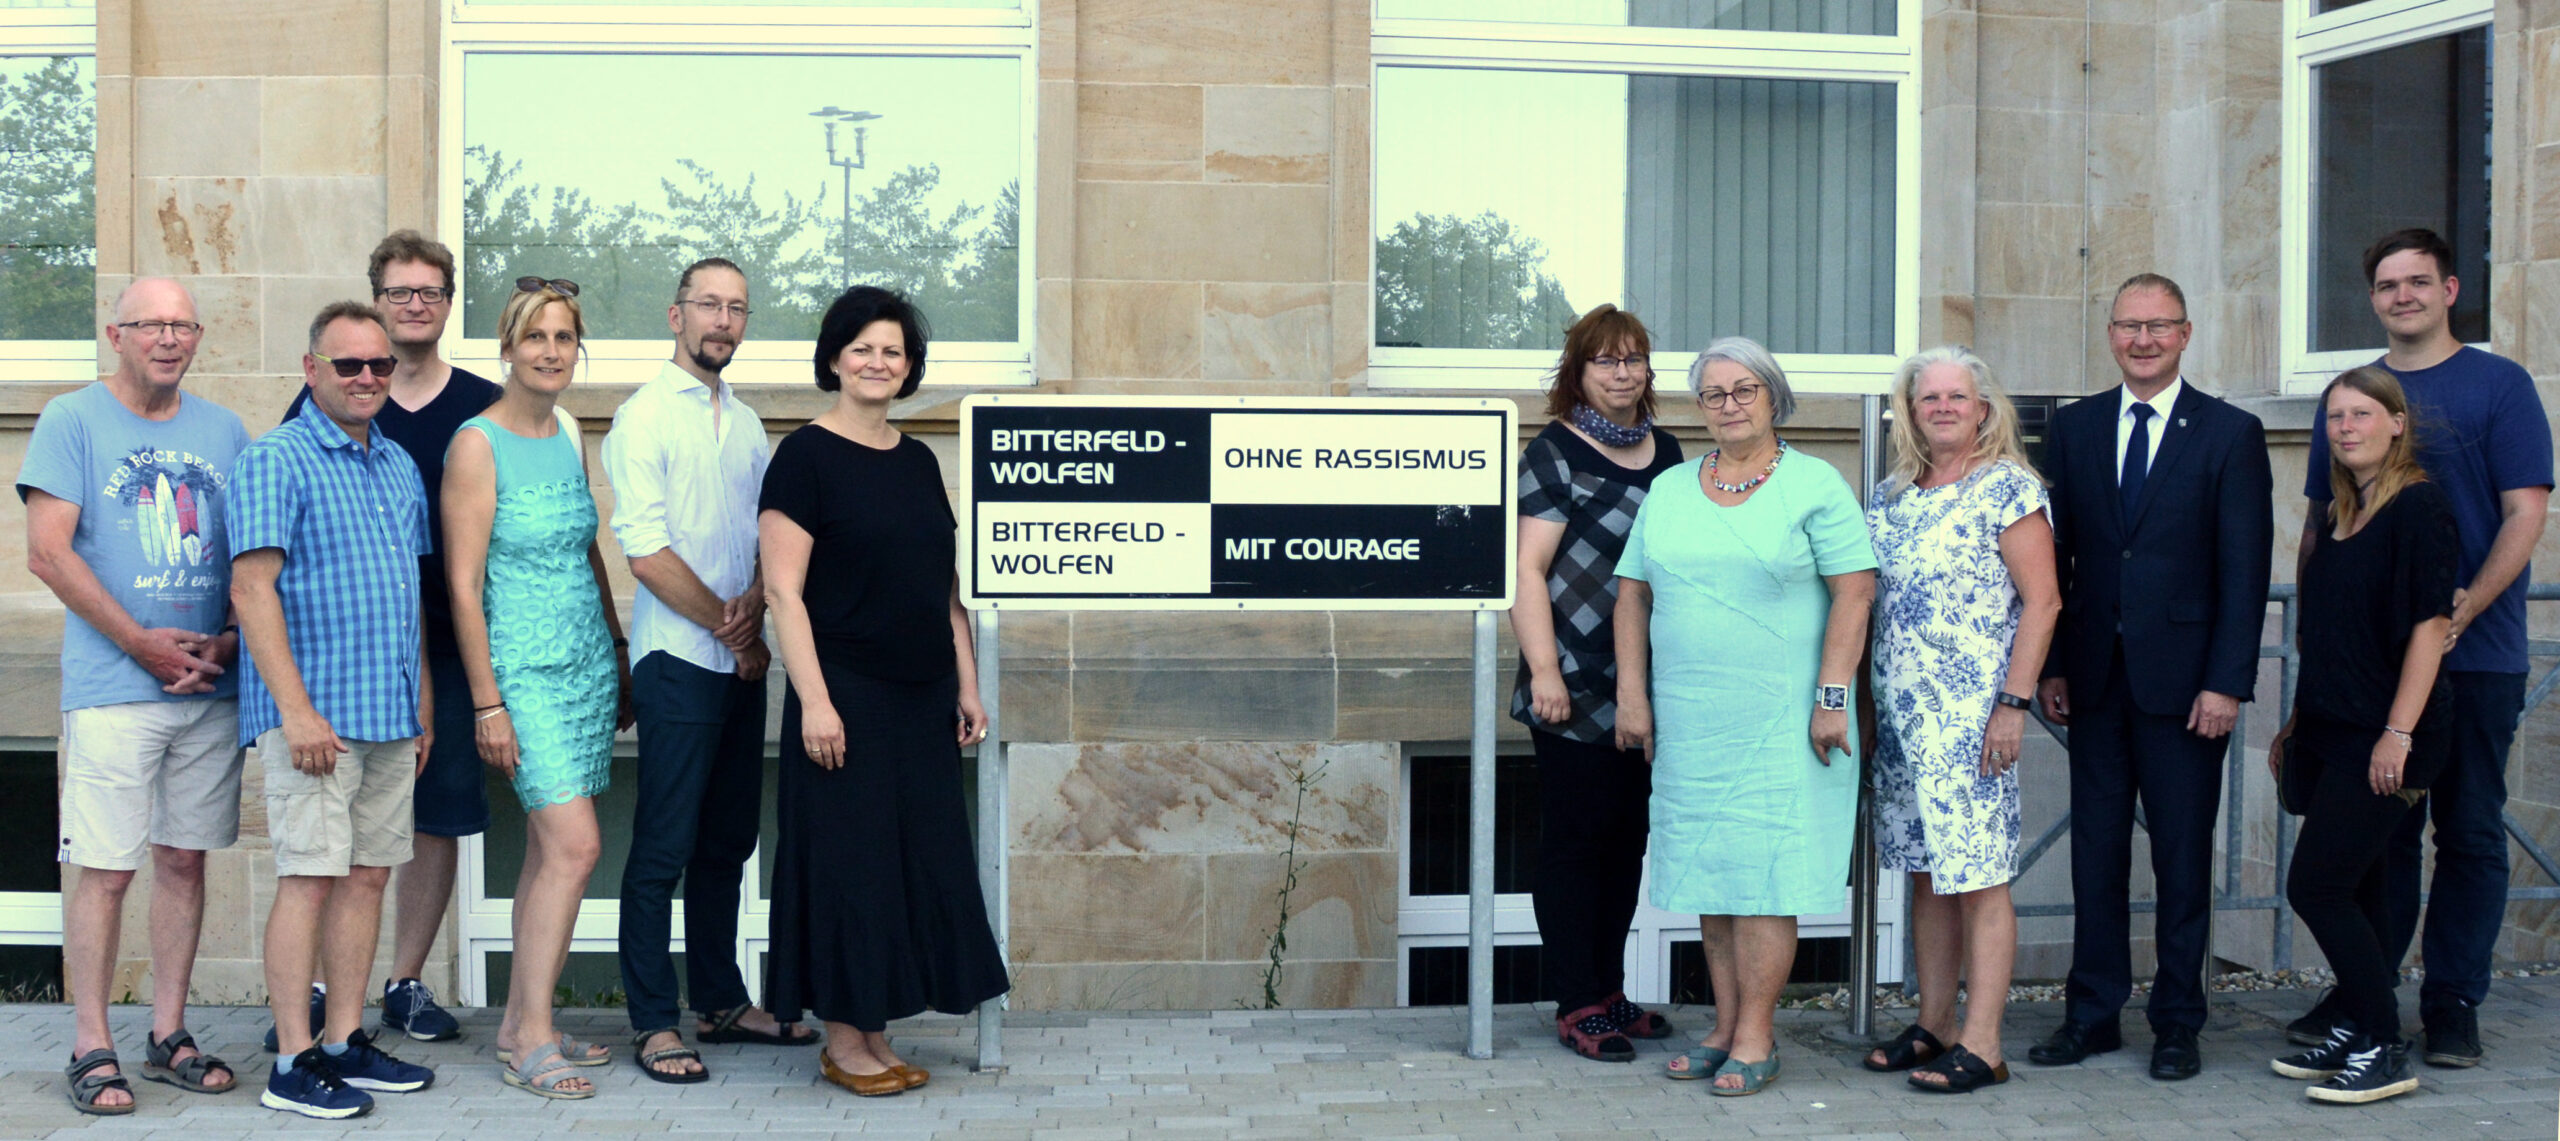 BITTERFELD -
WOLFEN
OHNE RASSISMUS
BITTERFELD -
WOLFEN
MIT COURAGE
RED ROCK BEACH
surf & enjoy